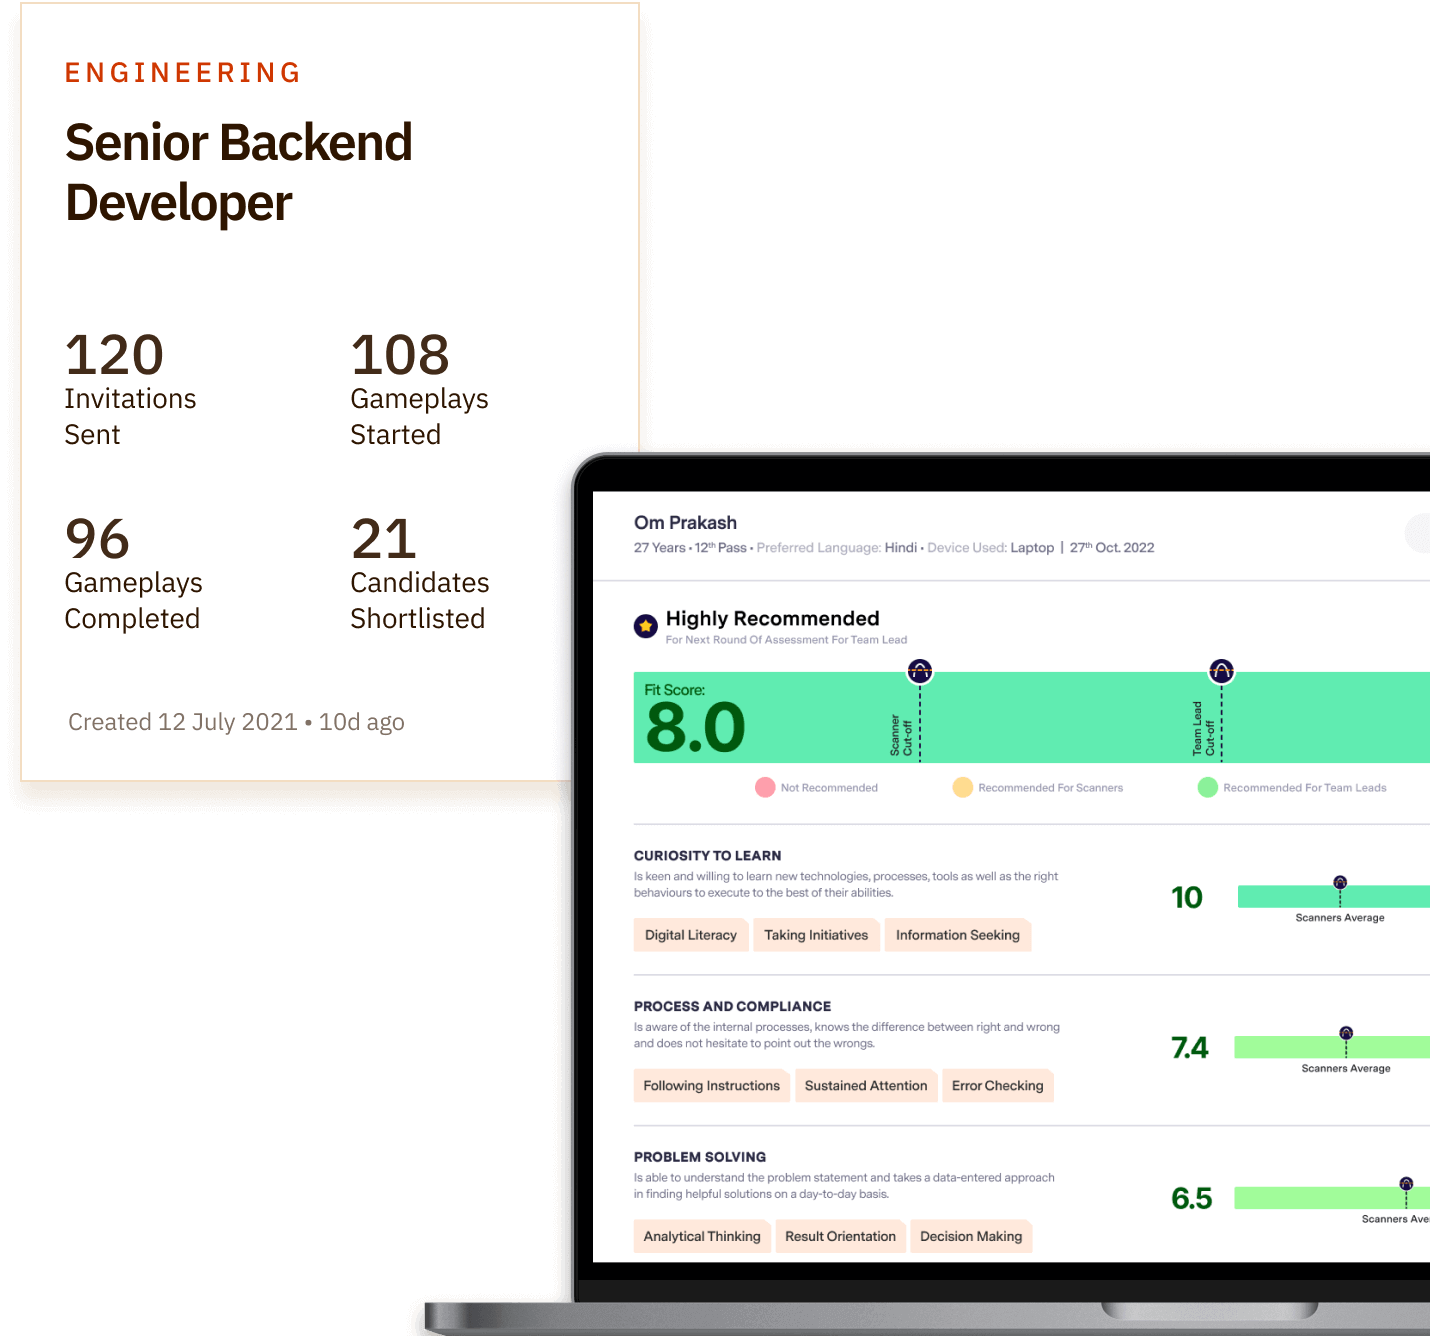 ENGINEERING
Senior Backend
Developer
120
Invitations
Sent
108
Gameplays
Started
96
Gameplays
Completed
21
Candidates
Shortlisted
Created 12 July 2021 • 10d ago
Om Prakash
27 Years • 12th Pass • Preferred Language: Hindi • Device Used: Laptop | 27th Oct. 2022
Highly Recommended
For Next Round Of Assessment For Team Lead
Fit Score:
8.0
Scanner
Cut-off
Team Lead
Cut-off
Not Recommended
Recommended For Scanners
Recommended For Team Leads
CURIOSITY TO LEARN
Is keen and willing to learn new technologies, processes, tools as well as the right
behaviours to execute to the best of their abilities.
Digital Literacy
Taking Initiatives
Information Seeking
10
Scanners Average
PROCESS AND COMPLIANCE
Is aware of the internal processes, knows the difference between right and wrong
and does not hesitate to point out the wrongs.
Following Instructions
Sustained Attention
Error Checking
7.4
Scanners Average
PROBLEM SOLVING
Is able to understand the problem statement and takes a data-entered approach
in finding helpful solutions on a day-to-day basis.
Analytical Thinking
Result Orientation
Decision Making
6.5
Scanners Ave